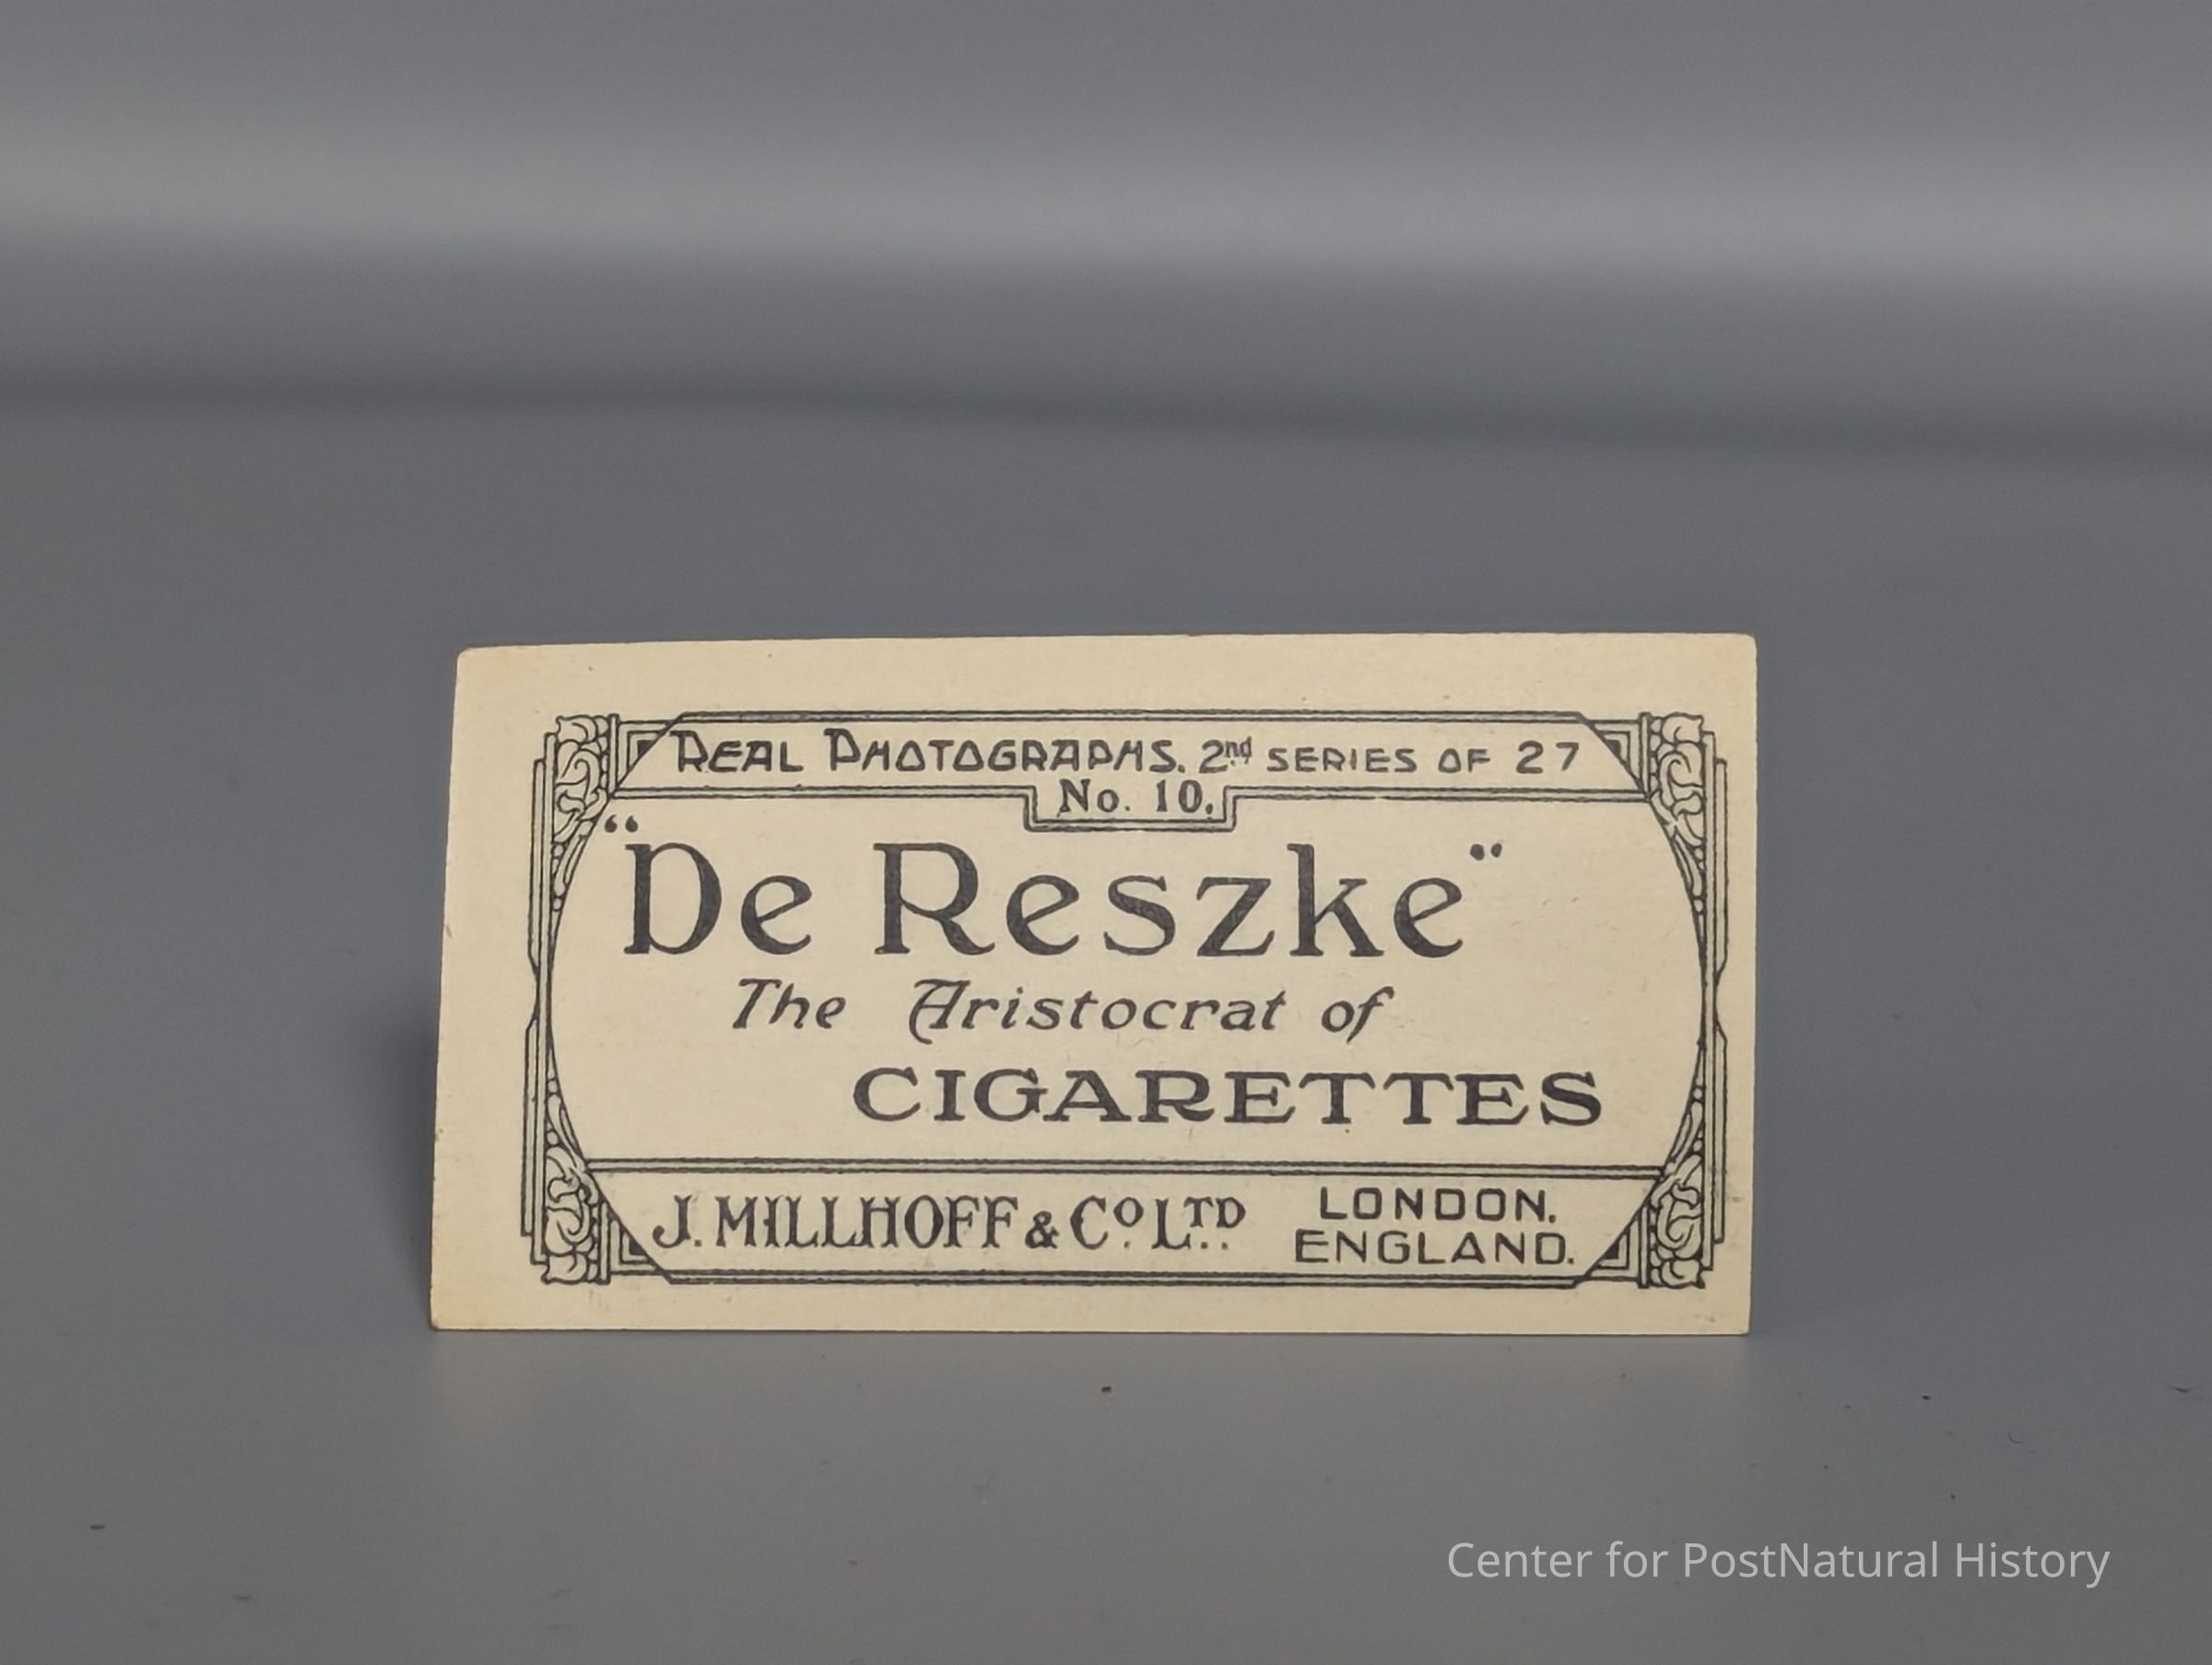 REAL PHOTOGRAPHS. 2nd SERIES OF 27
No. 10.
“De Reszke“
The Aristocrat of
CIGARETTES
J. MILLHOFF & Co. LTD.
LONDON.
ENGLAND.
Center for PostNatural History